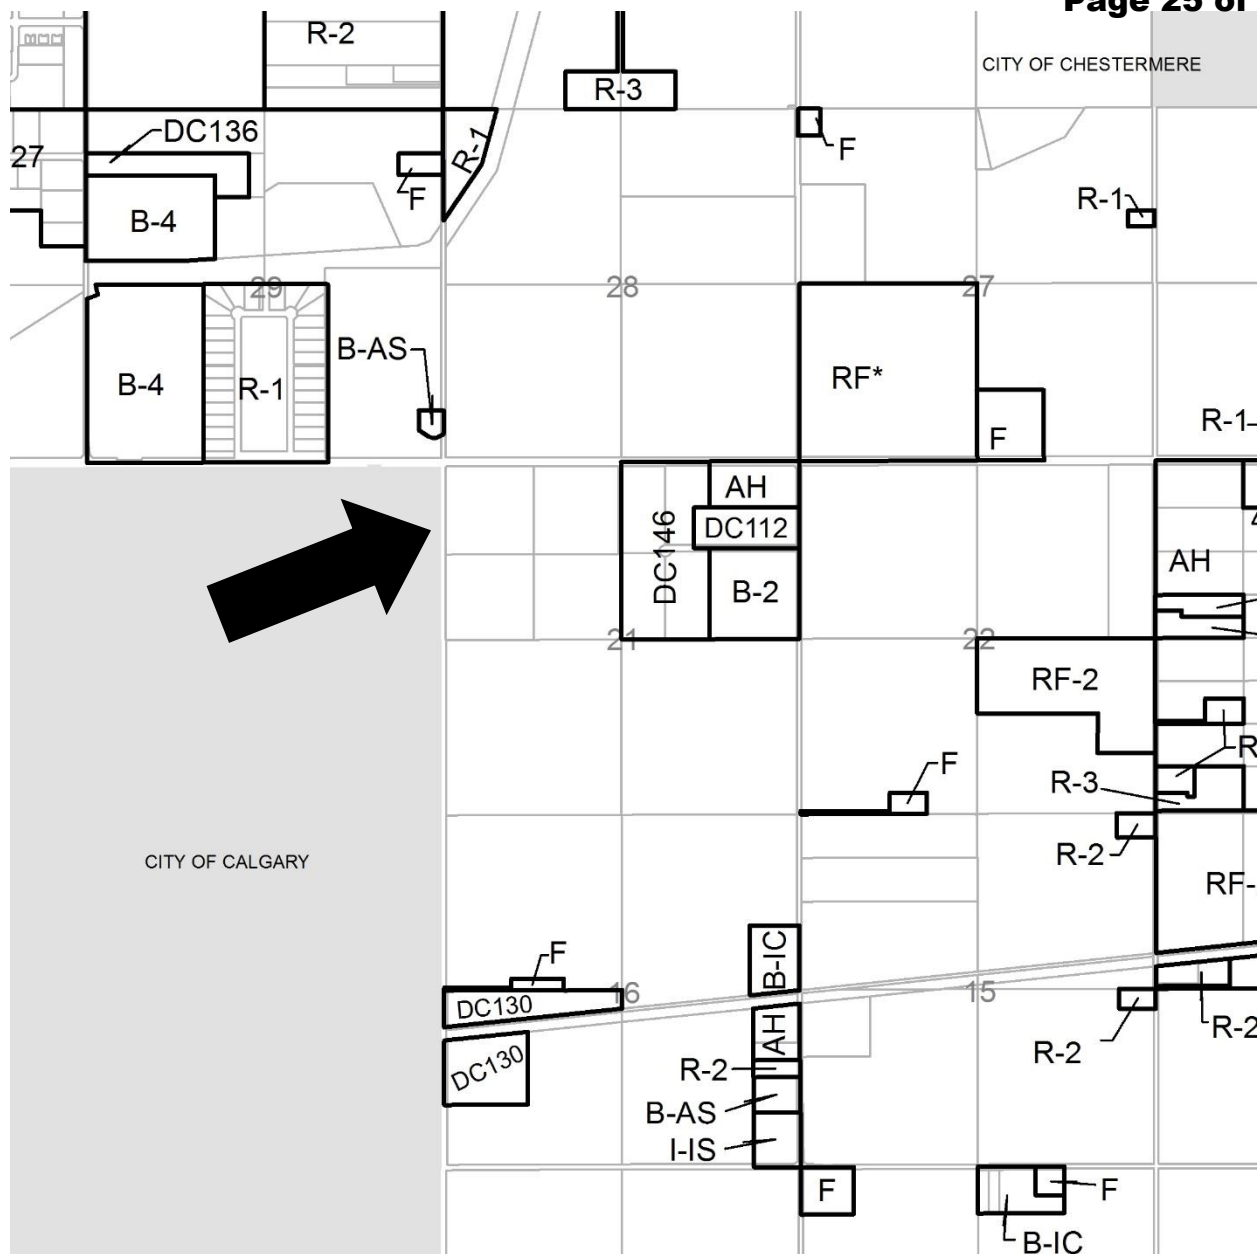 Page 25 of
R-2
R-3
CITY OF CHESTERMERE
DC136
27
F
R-1
F
B-4
R-1
29
28
27
B-AS
B-4
R-1
RF*
F
R-1
AH
DC146
DC112
B-2
AH
21
22
RF-2
F
R-3
R
R-2
CITY OF CALGARY
RF-
B-IC
F
DC130
16
15
AH
R-2
R-2
DC130
R-2
B-AS
I-IS
F
F
B-IC